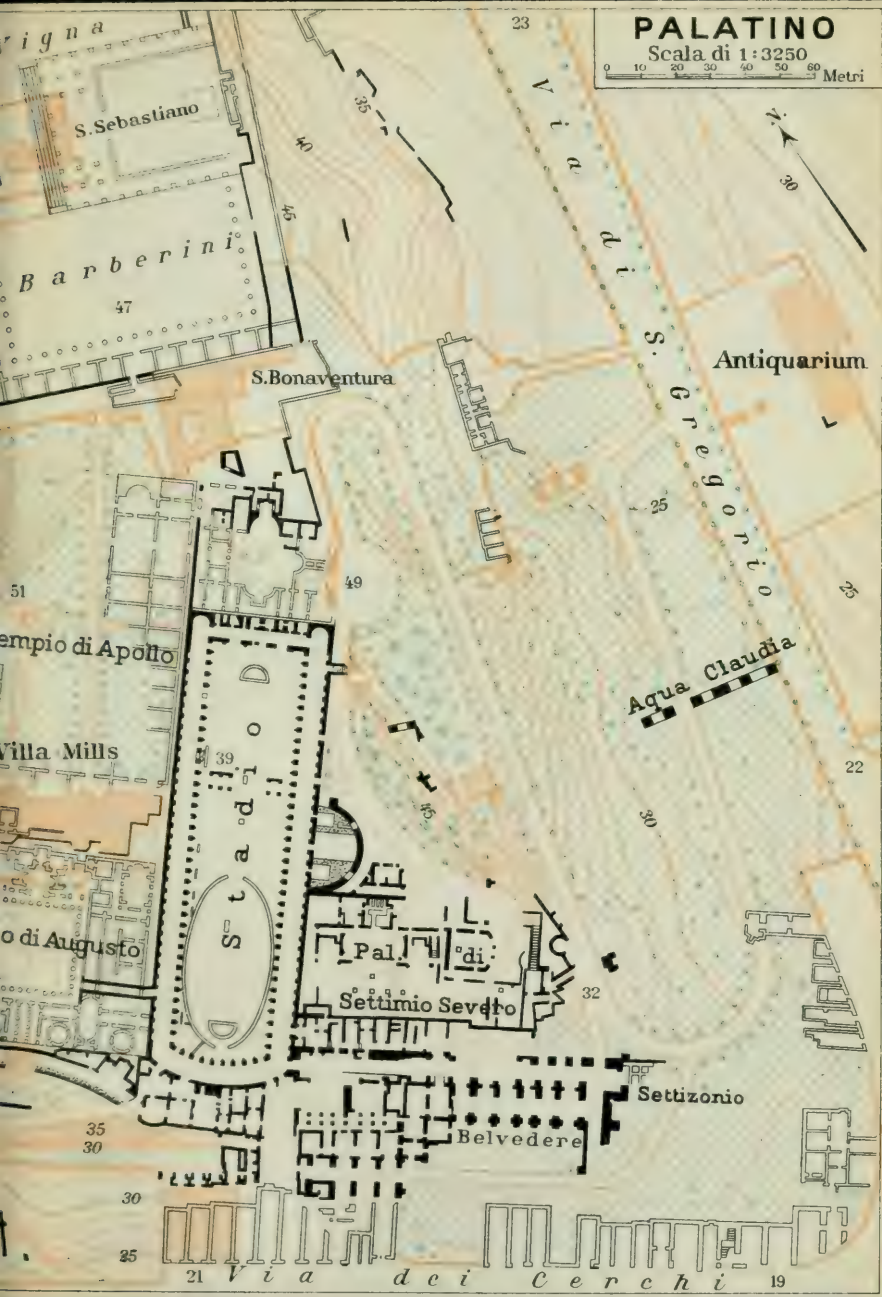 PALATINO
Scala di 1:3250
0 10 20 30 40 50 60 Metri
23
Vigna
S.Sebastiano
35
40
N.
30
45
Via di S. Gregorio
Barberini
47
Antiquarium
S.Bonaventura
25
51
49
25
empio di Apollo
Aqua Claudia
Villa Mills
39
Stadio
22
45
30
o di Augusto
Pal. di
Settimio Severo
32
Settizonio
Belvedere
35
30
30
25
21
Via dei Cerchi
19